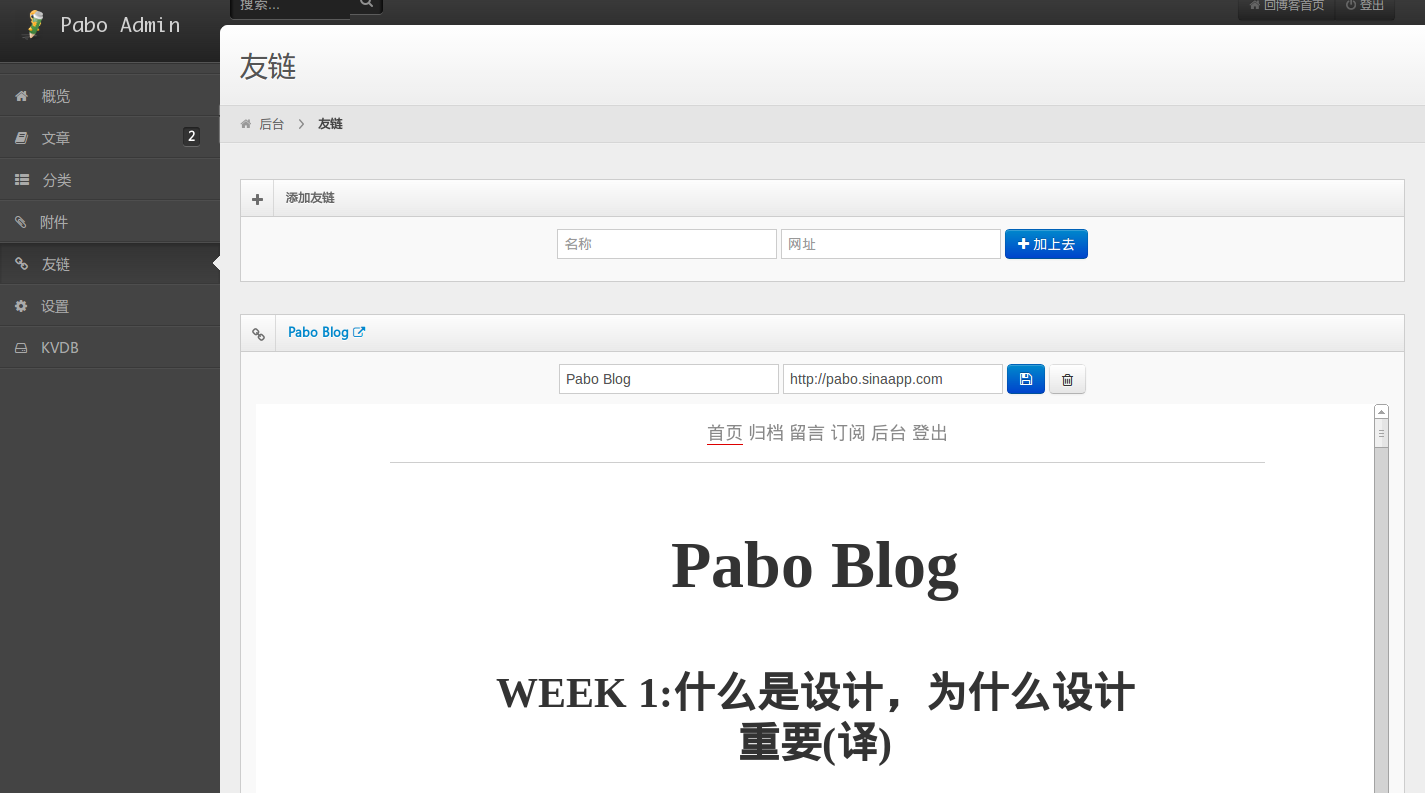 Pabo Admin
搜索...
回博客首页
登出
概览
文章
2
分类
附件
友链
设置
KVDB
友链
后台
友链
添加友链
名称
网址
加上去
Pabo Blog
Pabo Blog
http://pabo.sinaapp.com
首页 归档 留言 订阅 后台 登出
Pabo Blog
WEEK 1:什么是设计，为什么设计
重要(译)